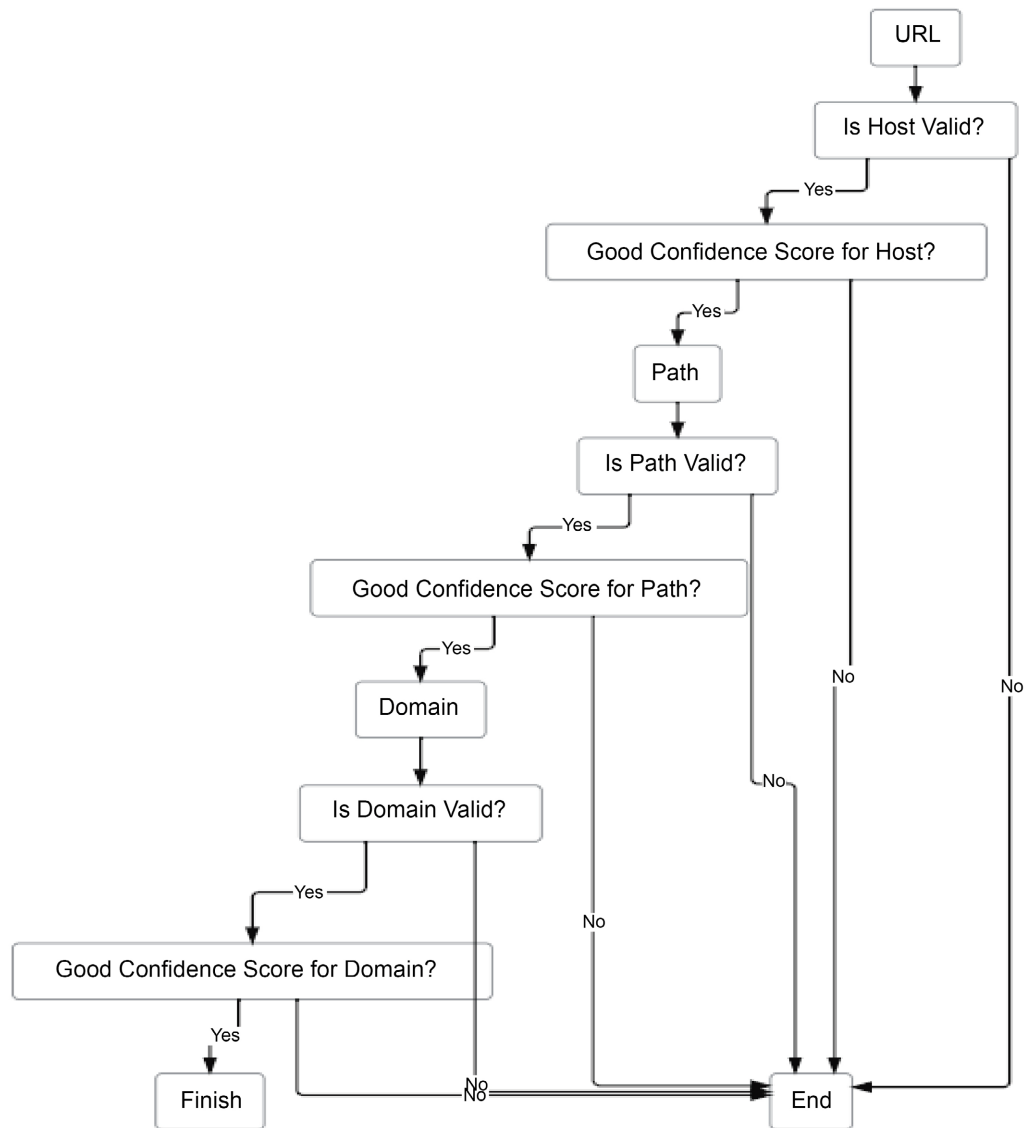 URL
Is Host Valid?
Yes
Good Confidence Score for Host?
Yes
Path
Is Path Valid?
Yes
Good Confidence Score for Path?
Yes
No
No
Domain
No
Is Domain Valid?
Yes
No
Good Confidence Score for Domain?
Yes
No
No
Finish
End